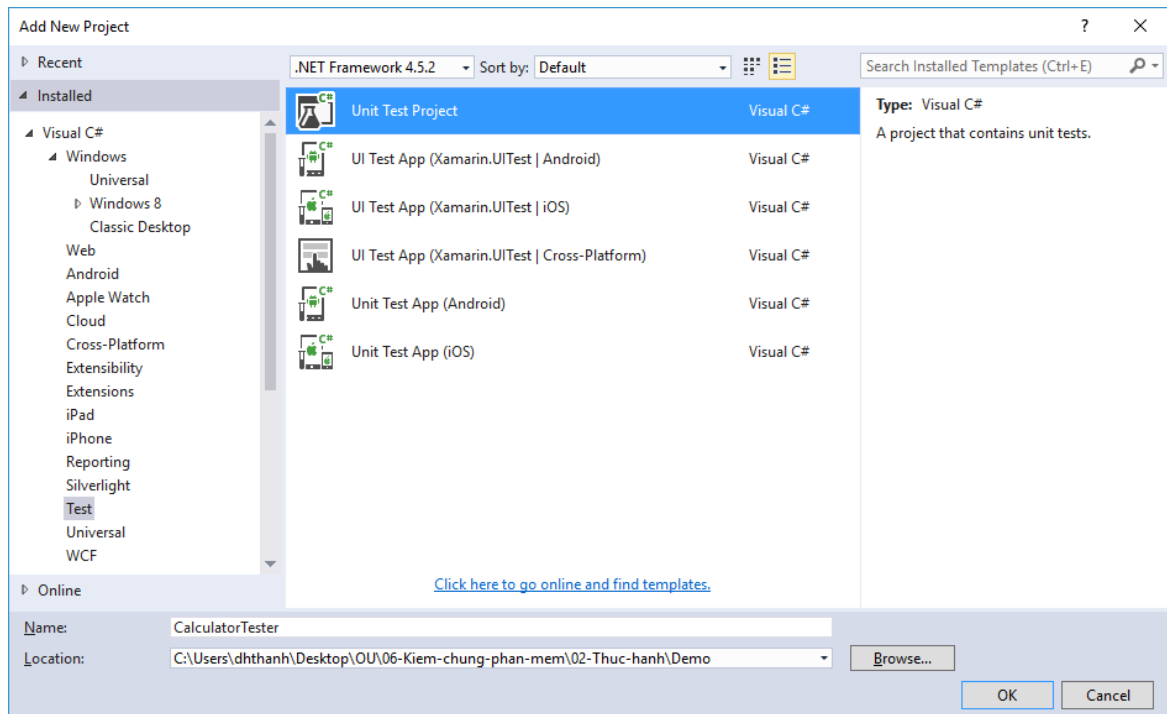 Add New Project
?
Recent
.NET Framework 4.5.2
Sort by: Default
Search Installed Templates (Ctrl+E)
Installed
Visual C#
Windows
Universal
Windows 8
Classic Desktop
Web
Android
Apple Watch
Cloud
Cross-Platform
Extensibility
Extensions
iPad
iPhone
Reporting
Silverlight
Test
Universal
WCF
Online
C# Unit Test Project Visual C#
C# UI Test App (Xamarin.UITest | Android) Visual C#
C# UI Test App (Xamarin.UITest | iOS) Visual C#
UI Test App (Xamarin.UITest | Cross-Platform) Visual C#
C# Unit Test App (Android) Visual C#
C# Unit Test App (iOS) Visual C#
Click here to go online and find templates.
Type: Visual C#
A project that contains unit tests.
Name: CalculatorTester
Location: C:\Users\dhthanh\Desktop\OU\06-Kiem-chung-phan-mem\02-Thuc-hanh\Demo
Browse...
OK Cancel